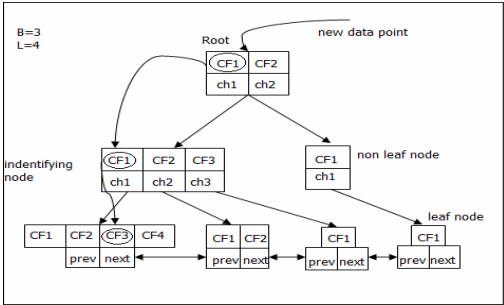 B=3
L=4
new data point
Root
CF1 CF2
ch1 ch2
indentifying
node
CF1 CF2 CF3
ch1 ch2 ch3
CF1
ch1
non leaf node
leaf node
CF1 CF2 CF3 CF4
prev next
CF1 CF2
prev next
CF1
prev next
CF1
prev next